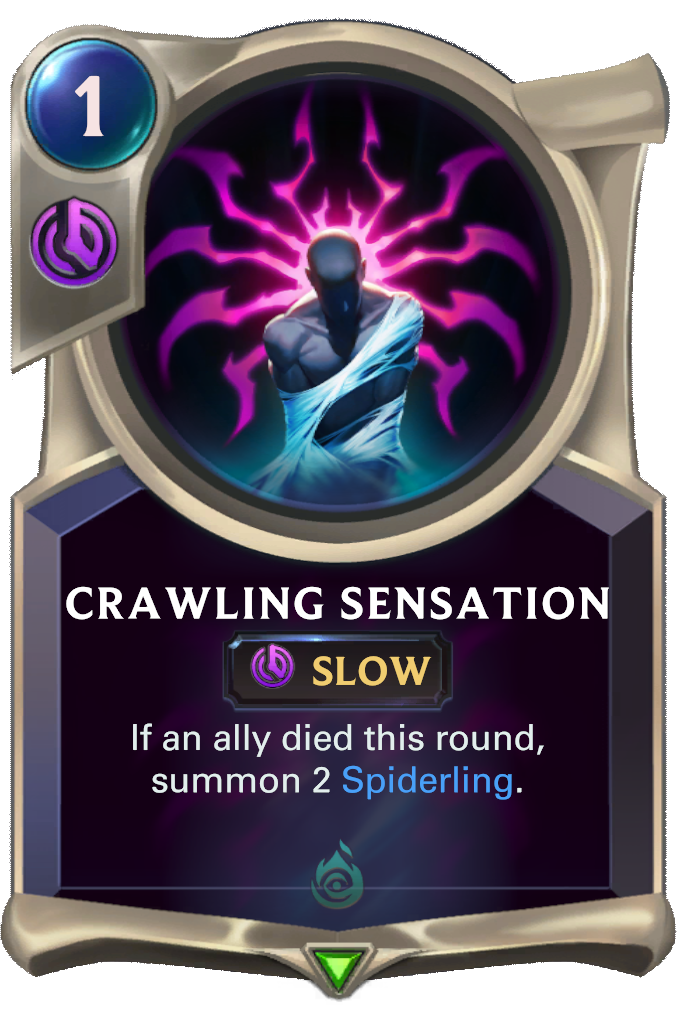 1
CRAWLING SENSATION
SLOW
If an ally died this round,
summon 2 Spiderling.